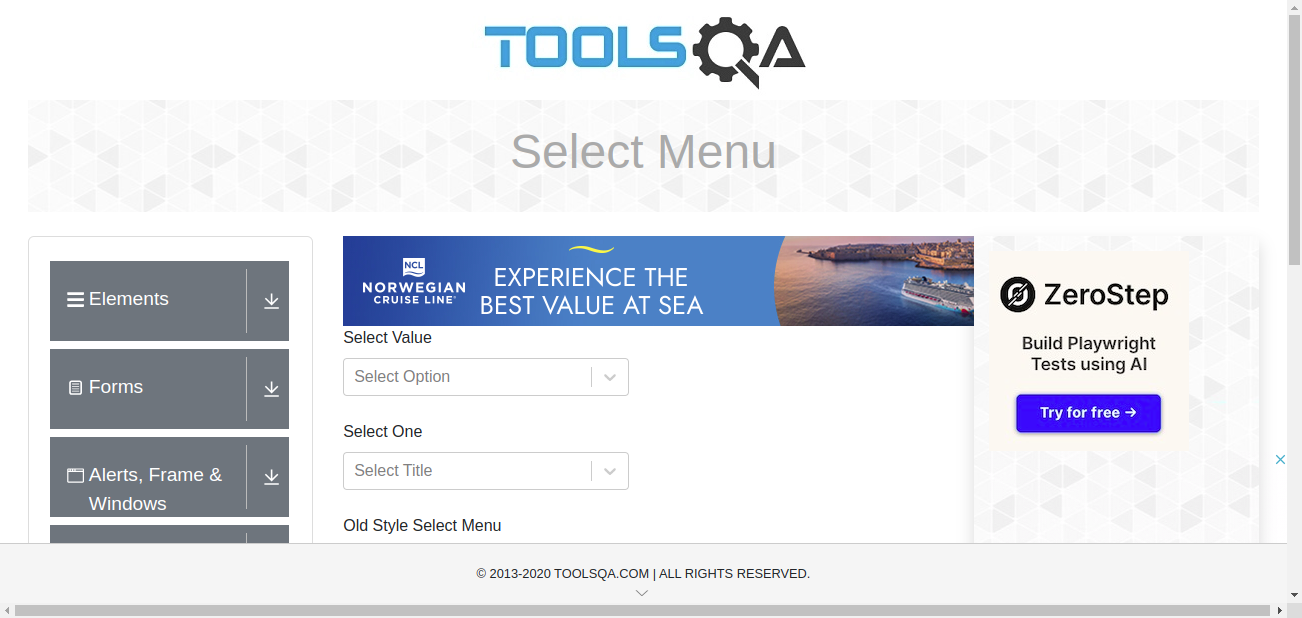 TOOLSQA
Select Menu
Elements
Forms
Alerts, Frame &
Windows
NCL
NORWEGIAN
CRUISE LINE®
EXPERIENCE THE
BEST VALUE AT SEA
Select Value
Select Option
Select One
Select Title
Old Style Select Menu
ZeroStep
Build Playwright
Tests using AI
Try for free →
© 2013-2020 TOOLSQA.COM | ALL RIGHTS RESERVED.